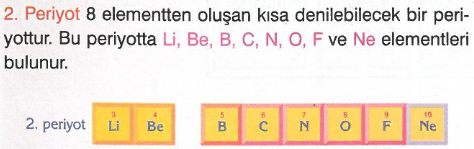 2. Periyot 8 elementten oluşan kısa denilebilecek bir peri-
yottur. Bu periyotta Li, Be, B, C, N, O, F ve Ne elementleri
bulunur.
3 4 5 6 7 8 9 10
2. periyot Li Be B C N O F Ne